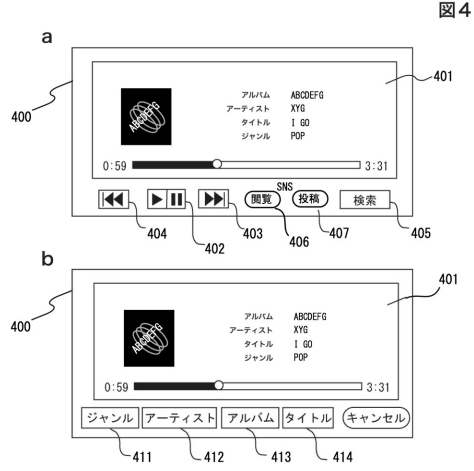 図4
a
400
401
ABCDEFG
アルバム ABCDEFG
アーティスト XYG
タイトル I GO
ジャンル POP
0:59 3:31
SNS
閲覧 投稿 検索
404 402 403 406 407 405
b
400
401
ABCDEFG
アルバム ABCDEFG
アーティスト XYG
タイトル I GO
ジャンル POP
0:59 3:31
ジャンル アーティスト アルバム タイトル キャンセル
411 412 413 414